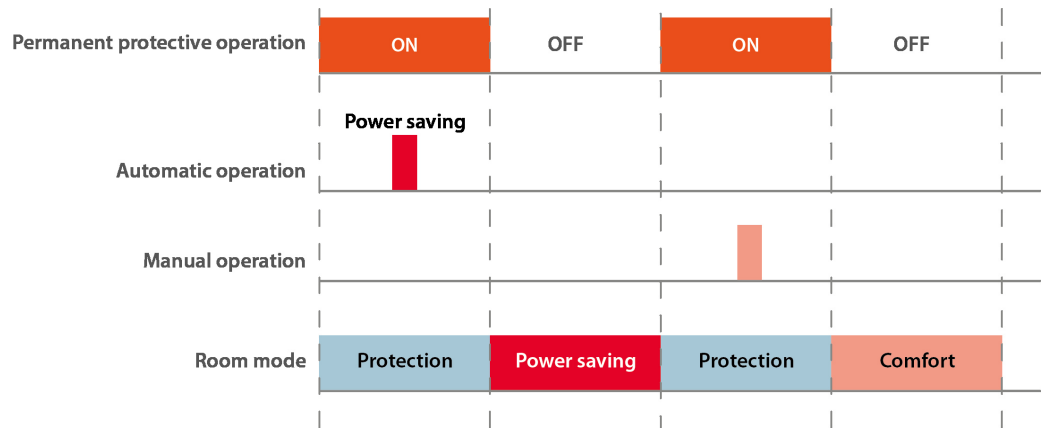 Permanent protective operation
ON OFF ON OFF
Power saving
Automatic operation
Manual operation
Room mode
Protection Power saving Protection Comfort